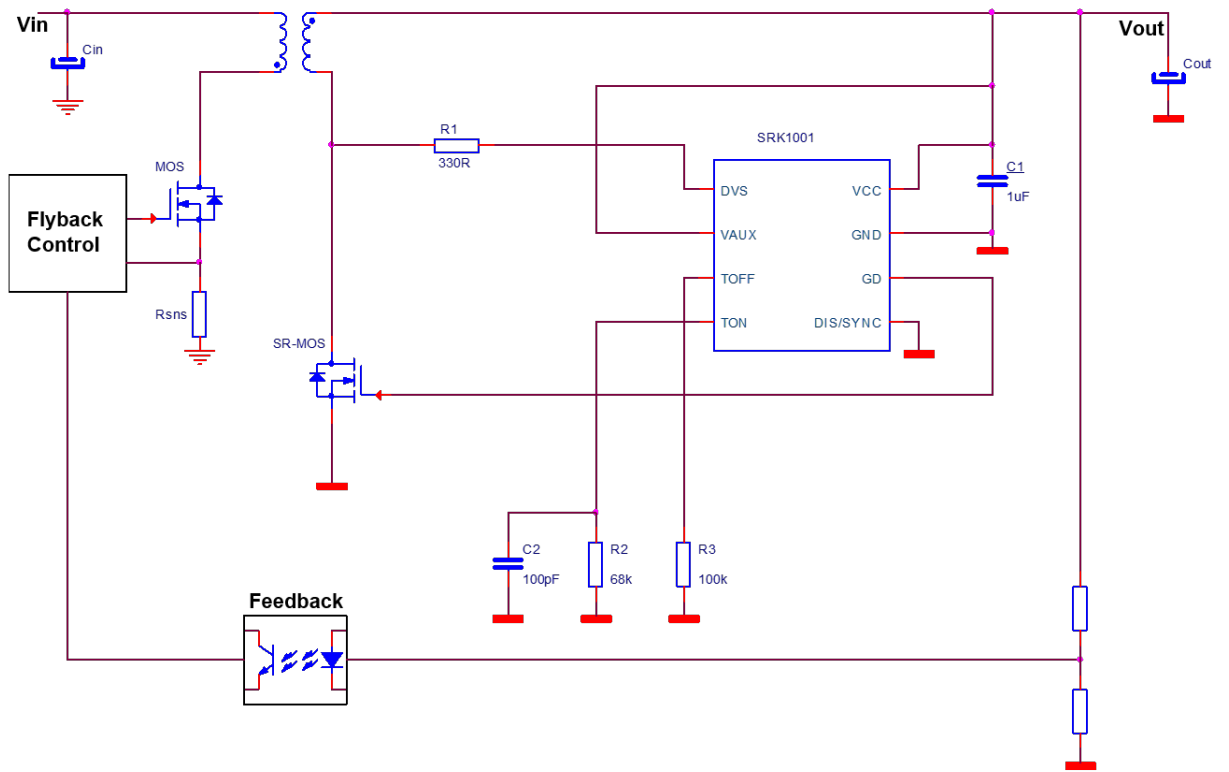 Vin
Cin
Vout
Cout
R1
330R
SRK1001
MOS
DVS
VCC
C1
1uF
Flyback
Control
VAUX
GND
TOFF
GD
Rsns
TON
DIS/SYNC
SR-MOS
C2
100pF
R2
68k
R3
100k
Feedback